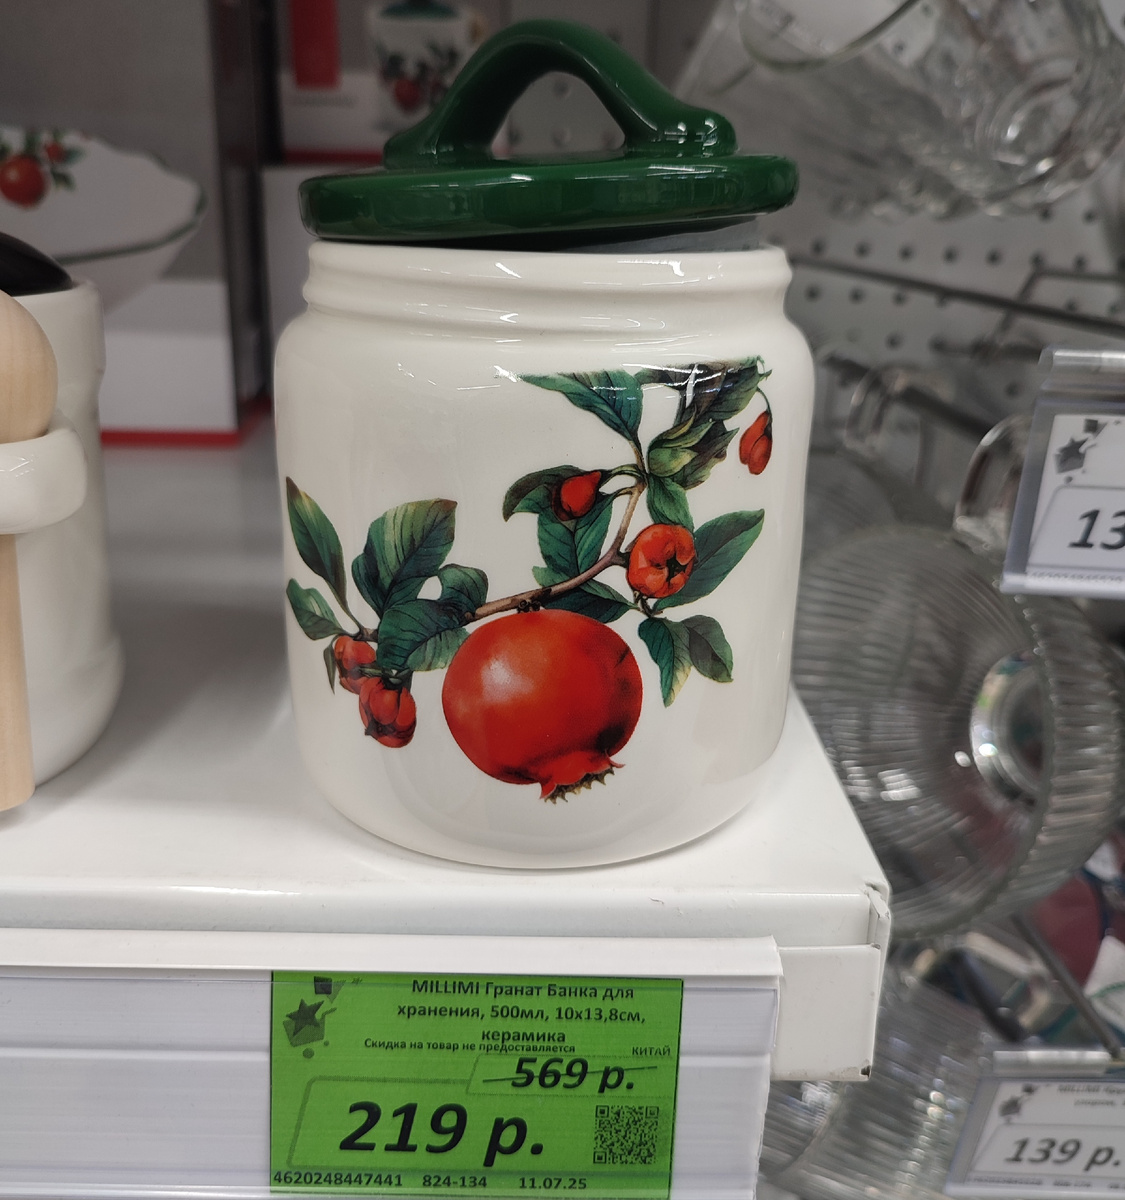 MILLIMI Гранат Банка для
хранения, 500мл, 10х13,8см,
керамика
Скидка на товар не предоставляется
КИТАЙ
569 р.
219 р.
4620248447441 824-134 11.07.25
13
139 р.